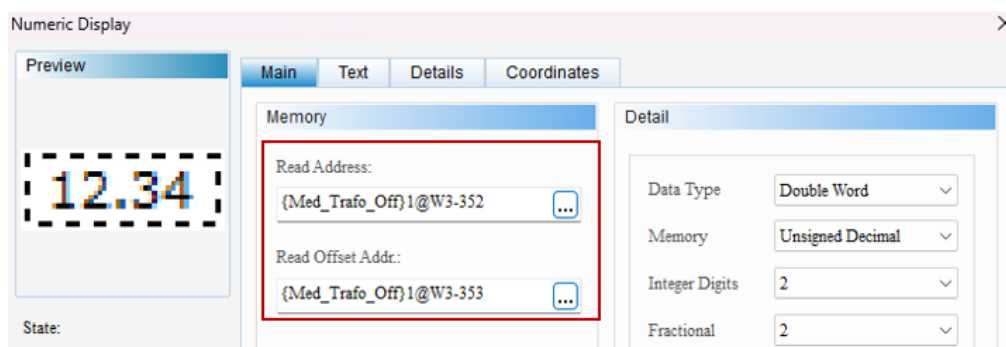 Numeric Display
Preview
Main Text Details Coordinates
12.34
State:
Memory
Read Address:
{Med_Trafo_Off}1@W3-352 ...
Read Offset Addr.:
{Med_Trafo_Off}1@W3-353 ...
Detail
Data Type Double Word
Memory Unsigned Decimal
Integer Digits 2
Fractional 2